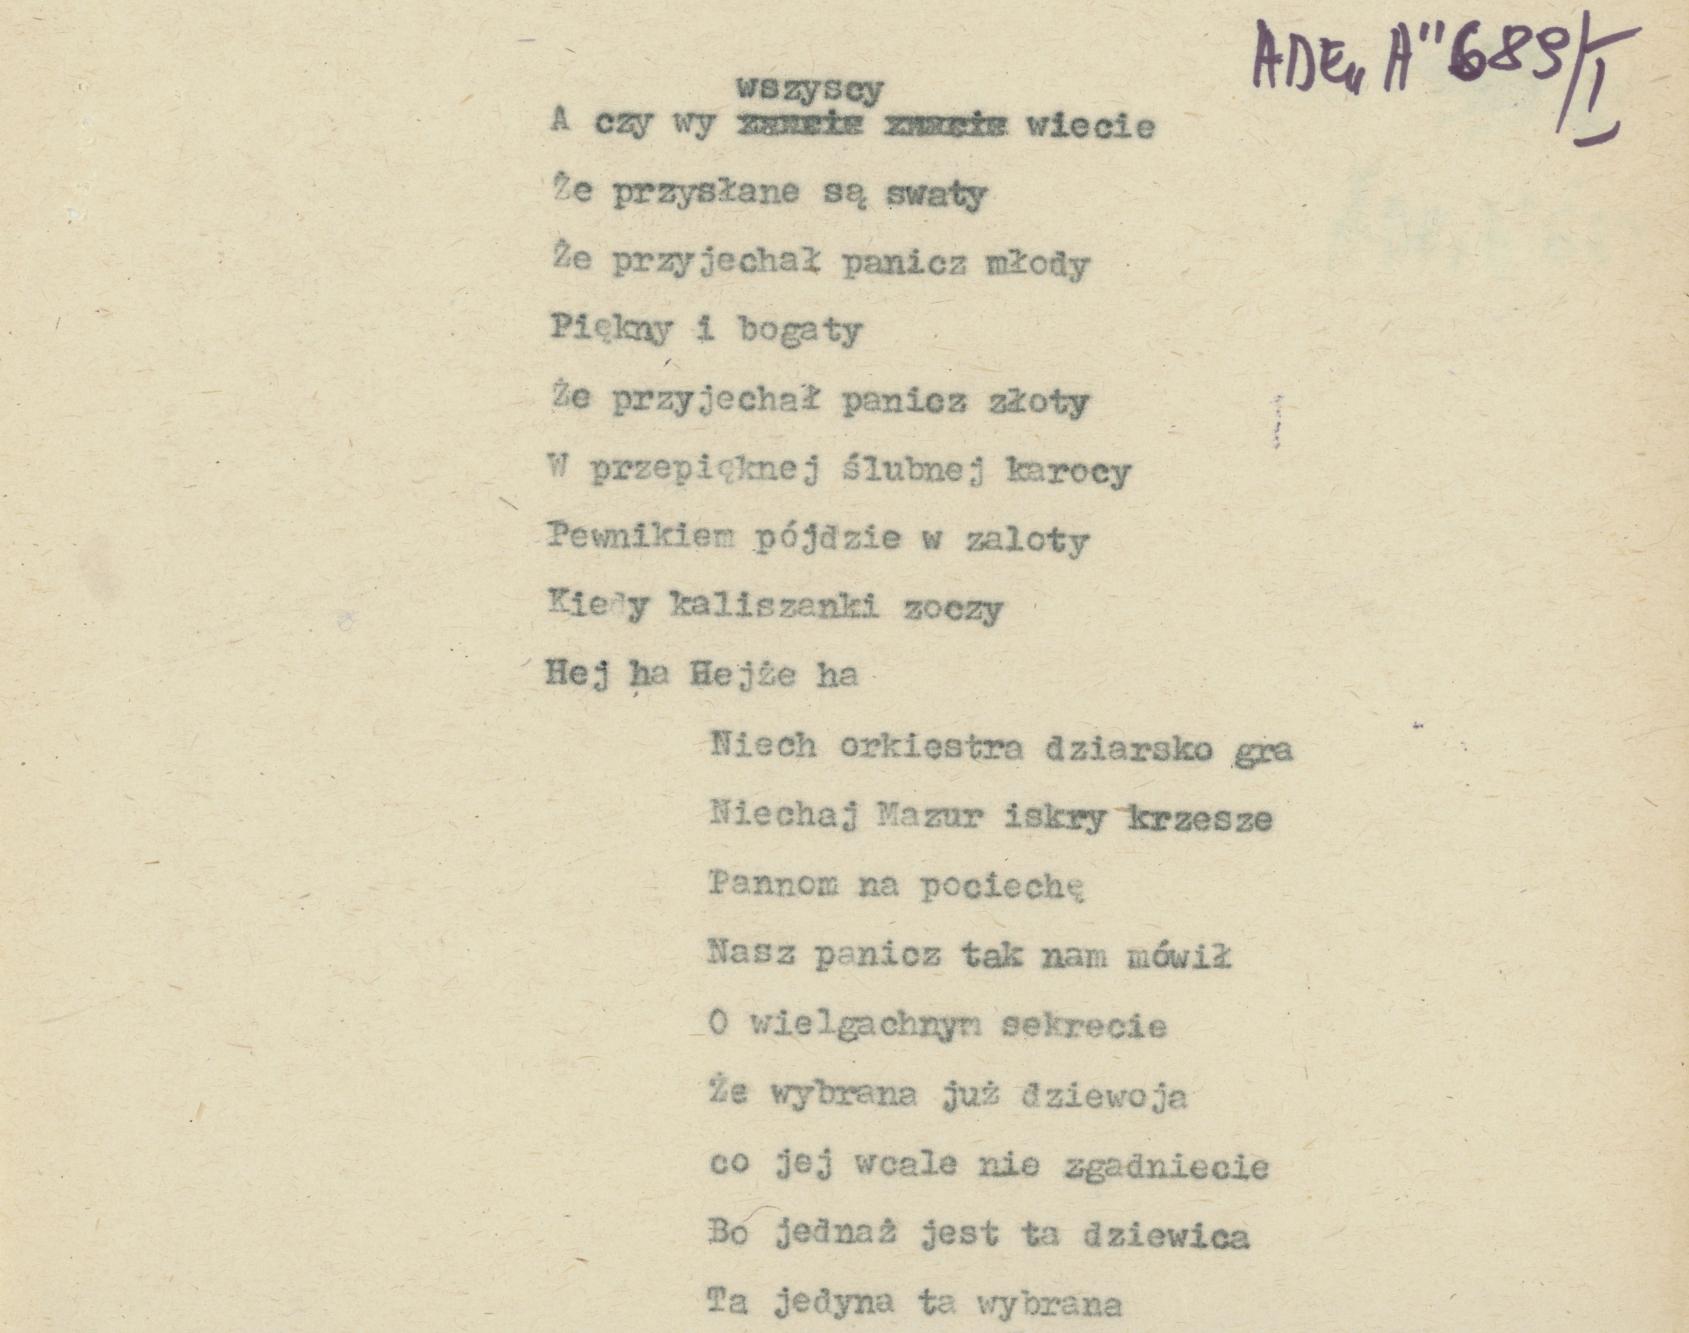 ADE „A" 689/I
wszyscy
A czy wy wiecie
Że przysłane są swaty
Że przyjechał panicz młody
Piękny i bogaty
Że przyjechał panicz złoty
W przepięknej ślubnej karocy
Pewnikiem pójdzie w zaloty
Kiedy kaliszanki zoczy
Hej ha Hejże ha
Niech orkiestra dziarsko gra
Niechaj Mazur iskry krzesze
Pannom na pociechę
Nasz panicz tak nam mówił
O wielgachnym sekrecie
Że wybrana już dziewoja
co jej wcale nie zgadniecie
Bo jednaż jest ta dziewica
Ta jedyna ta wybrana